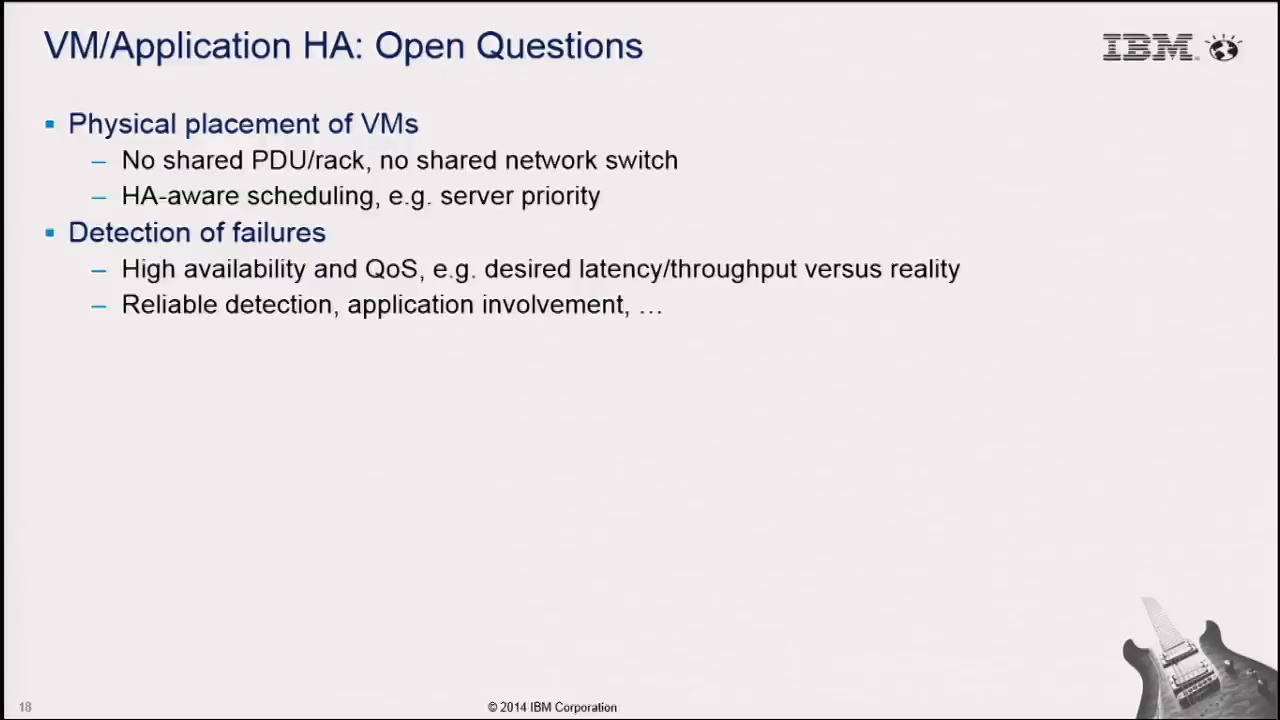 VM/Application HA: Open Questions
IBM
Physical placement of VMs
– No shared PDU/rack, no shared network switch
– HA-aware scheduling, e.g. server priority
Detection of failures
– High availability and QoS, e.g. desired latency/throughput versus reality
– Reliable detection, application involvement, …
18
© 2014 IBM Corporation